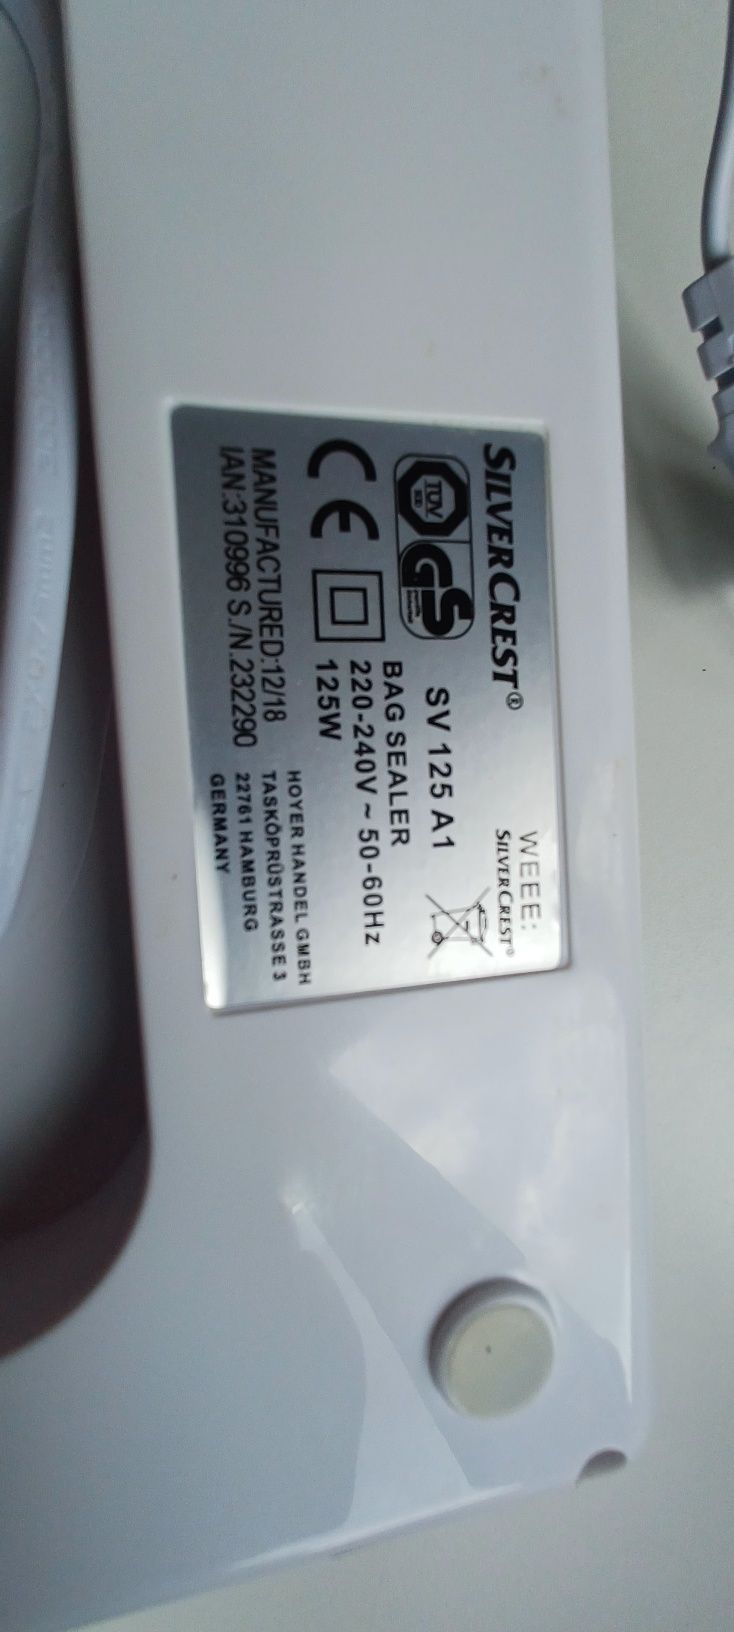 SILVERCREST®
WEEE:
SILVERCREST®
TÜV
SÜD
GS
SV 125 A1
BAG SEALER
220-240V ~ 50-60Hz
125W
CE
MANUFACTURED:12/18
IAN:310996 S./N.232290
HOYER HANDEL GMBH
TASKÖPRÜSTRASSE 3
22761 HAMBURG
GERMANY